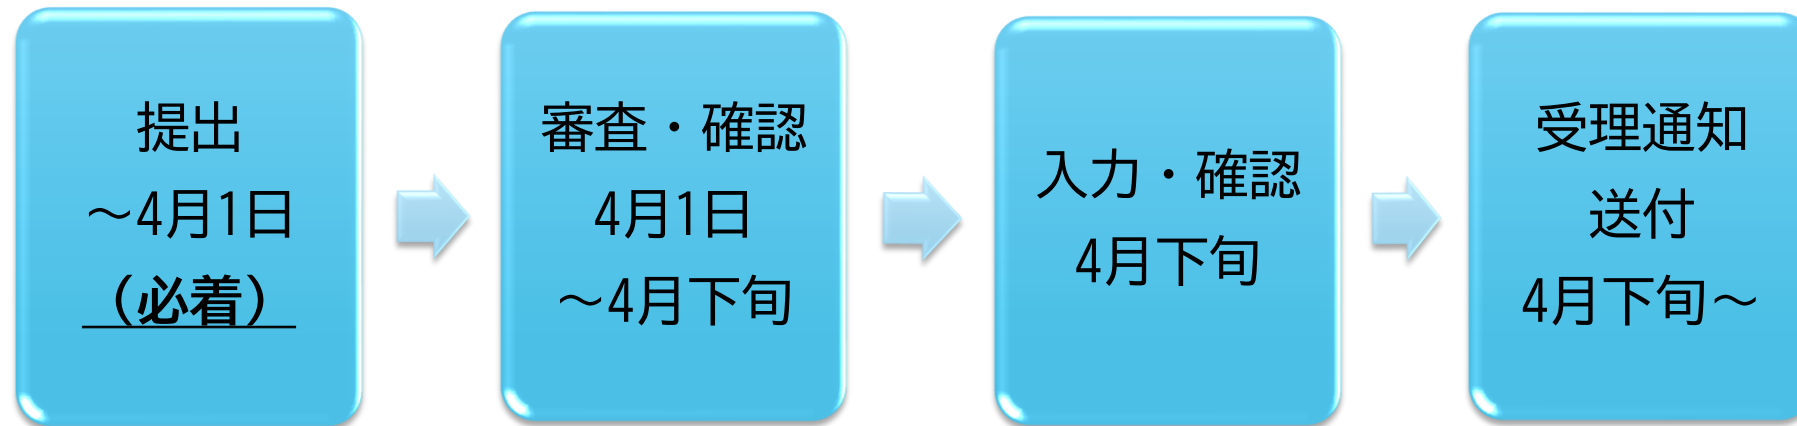 提出
～4月1日
（必着）
審査・確認
4月1日
～4月下旬
入力・確認
4月下旬
受理通知
送付
4月下旬～